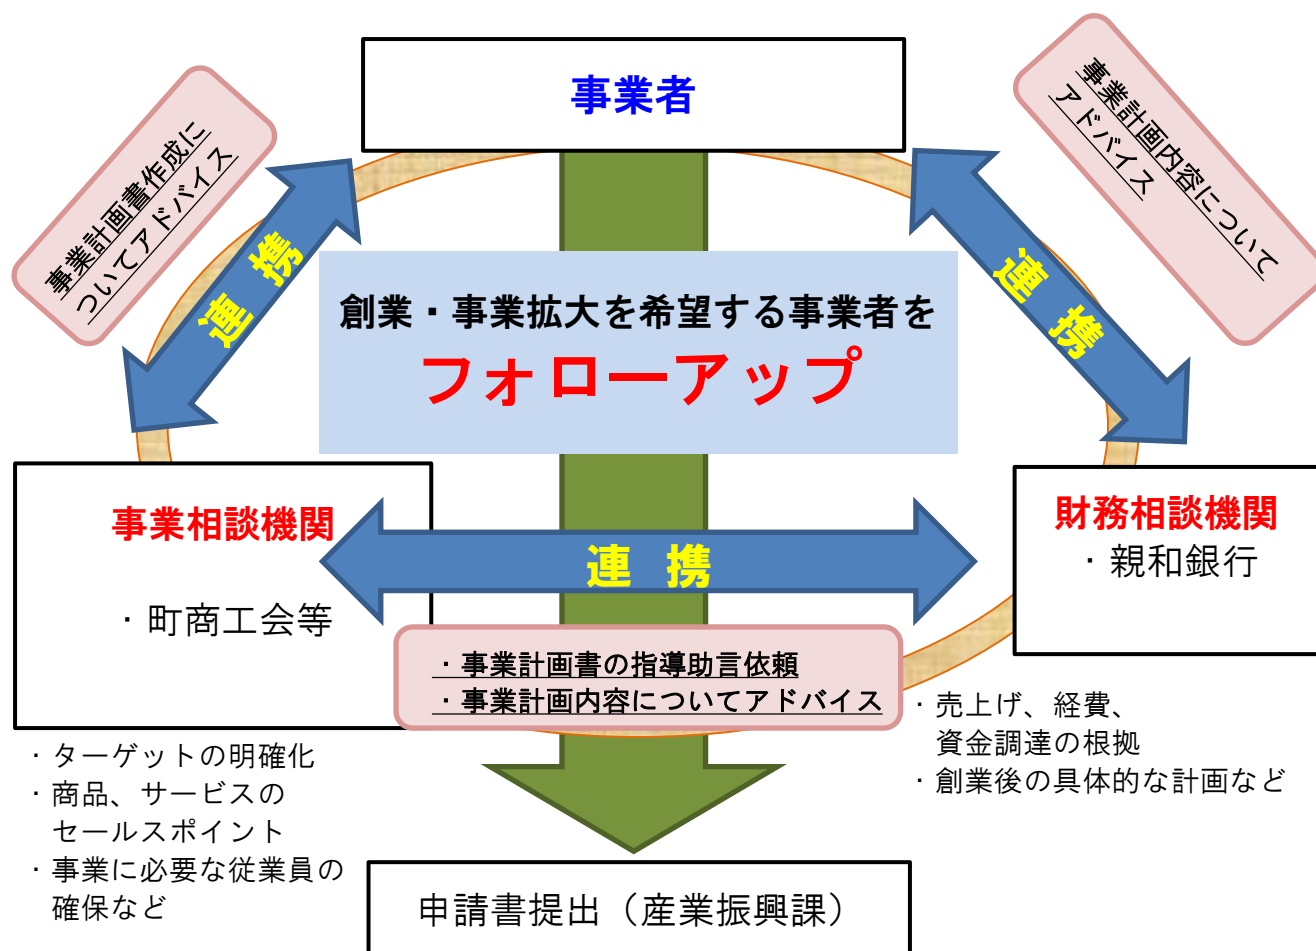 事業者
事業計画書作成に
ついてアドバイス
事業計画内容について
アドバイス
連携
連携
創業・事業拡大を希望する事業者を
フォローアップ
事業相談機関
・町商工会等
財務相談機関
・親和銀行
連 携
・事業計画書の指導助言依頼
・事業計画内容についてアドバイス
・ターゲットの明確化
・商品、サービスの
セールスポイント
・事業に必要な従業員の
確保など
・売上げ、経費、
資金調達の根拠
・創業後の具体的な計画など
申請書提出（産業振興課）